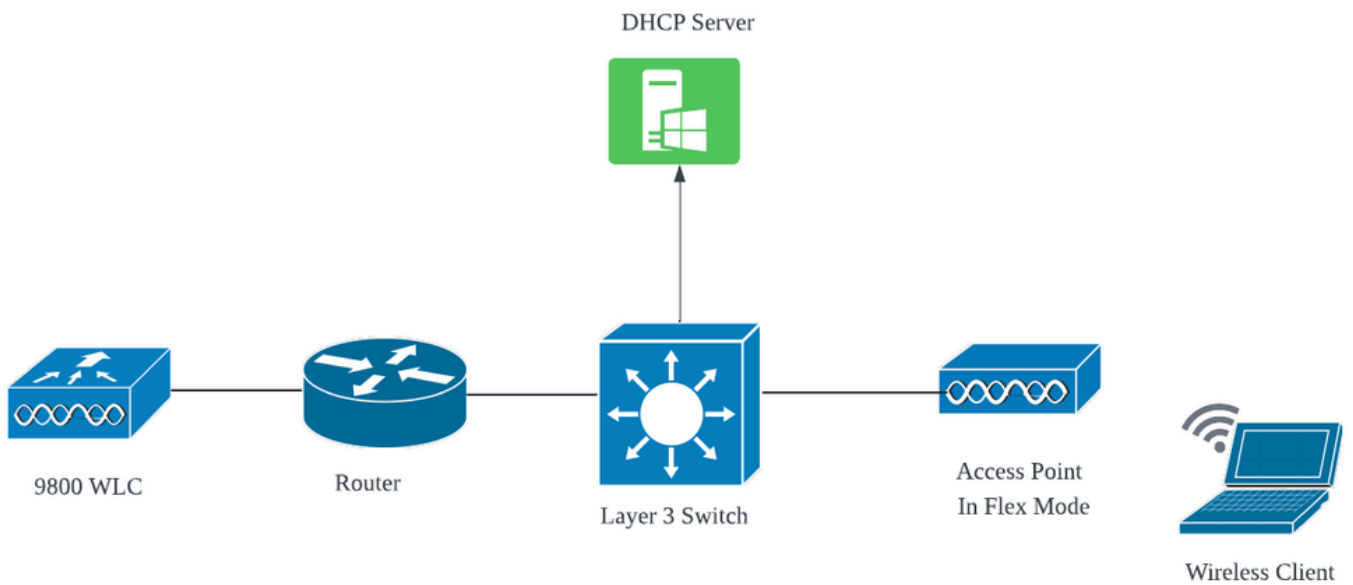 DHCP Server
9800 WLC
Router
Layer 3 Switch
Access Point
In Flex Mode
Wireless Client